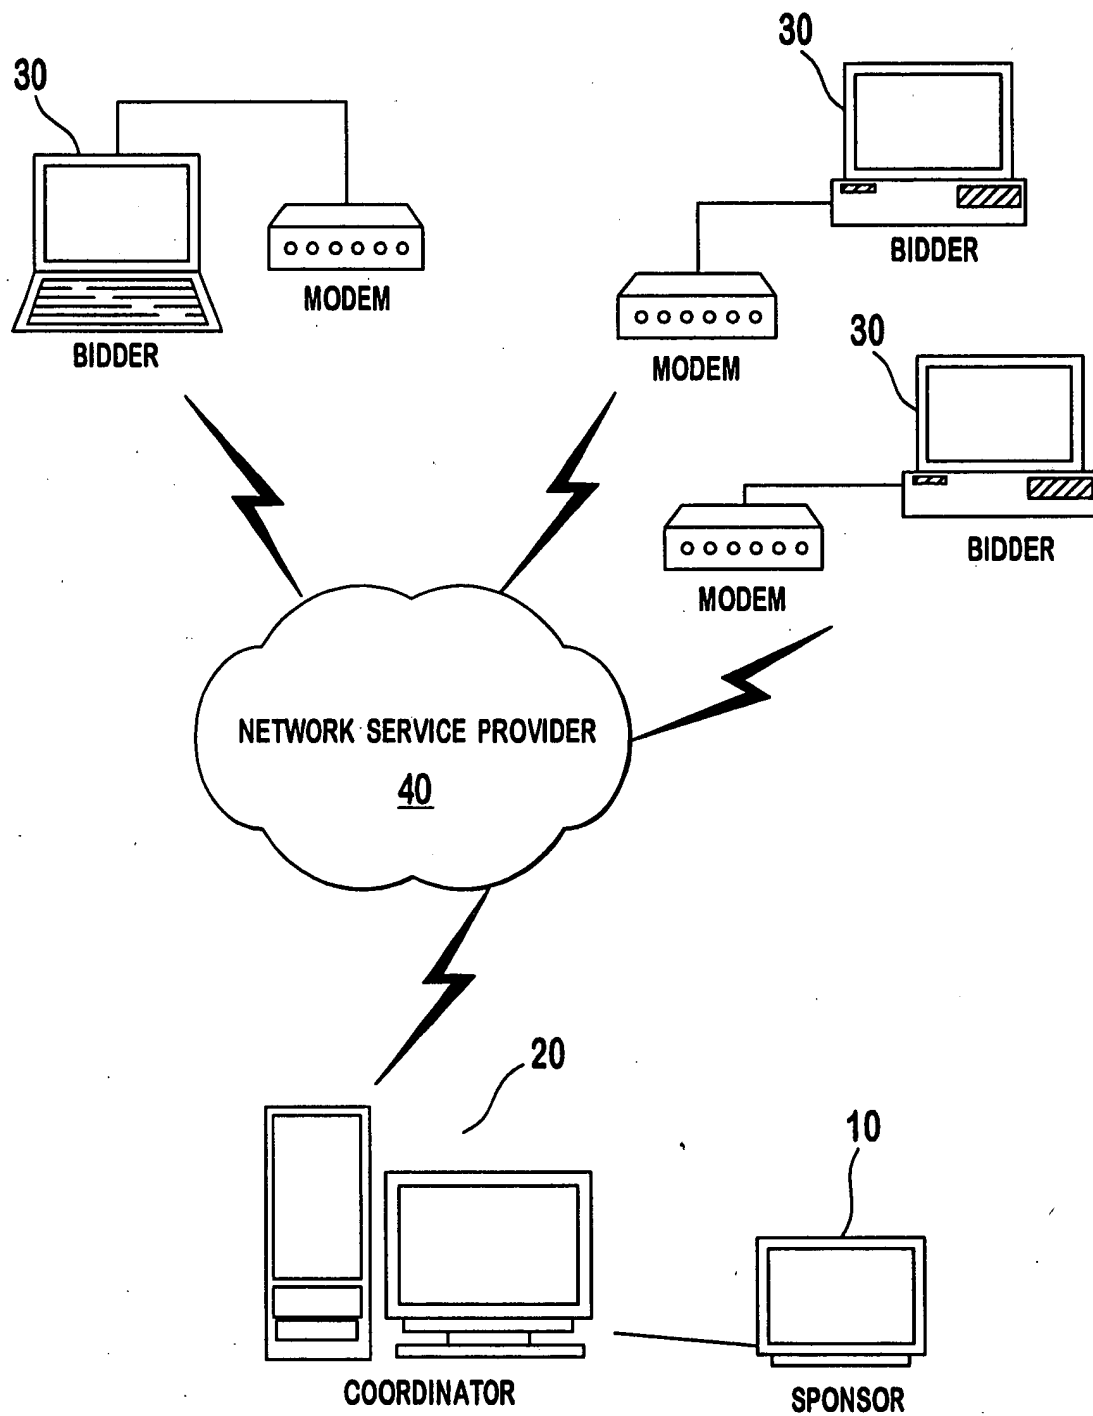 30
30
BIDDER
MODEM
BIDDER
MODEM
30
BIDDER
MODEM
NETWORK SERVICE PROVIDER
40
20
10
COORDINATOR
SPONSOR